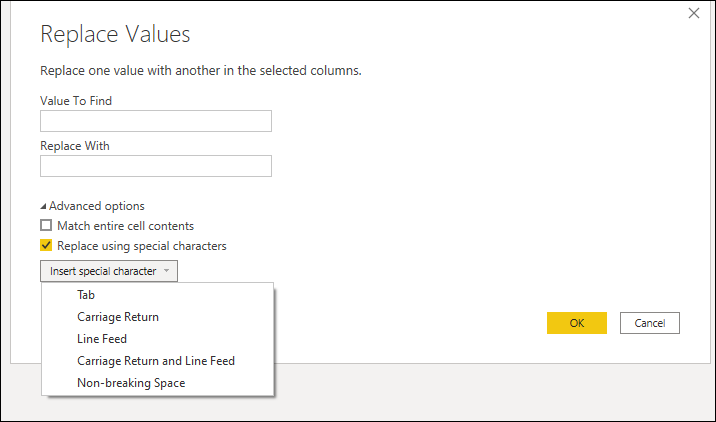 Replace Values
Replace one value with another in the selected columns.
Value To Find
Replace With
Advanced options
Match entire cell contents
Replace using special characters
Insert special character
Tab
Carriage Return
Line Feed
Carriage Return and Line Feed
Non-breaking Space
OK Cancel